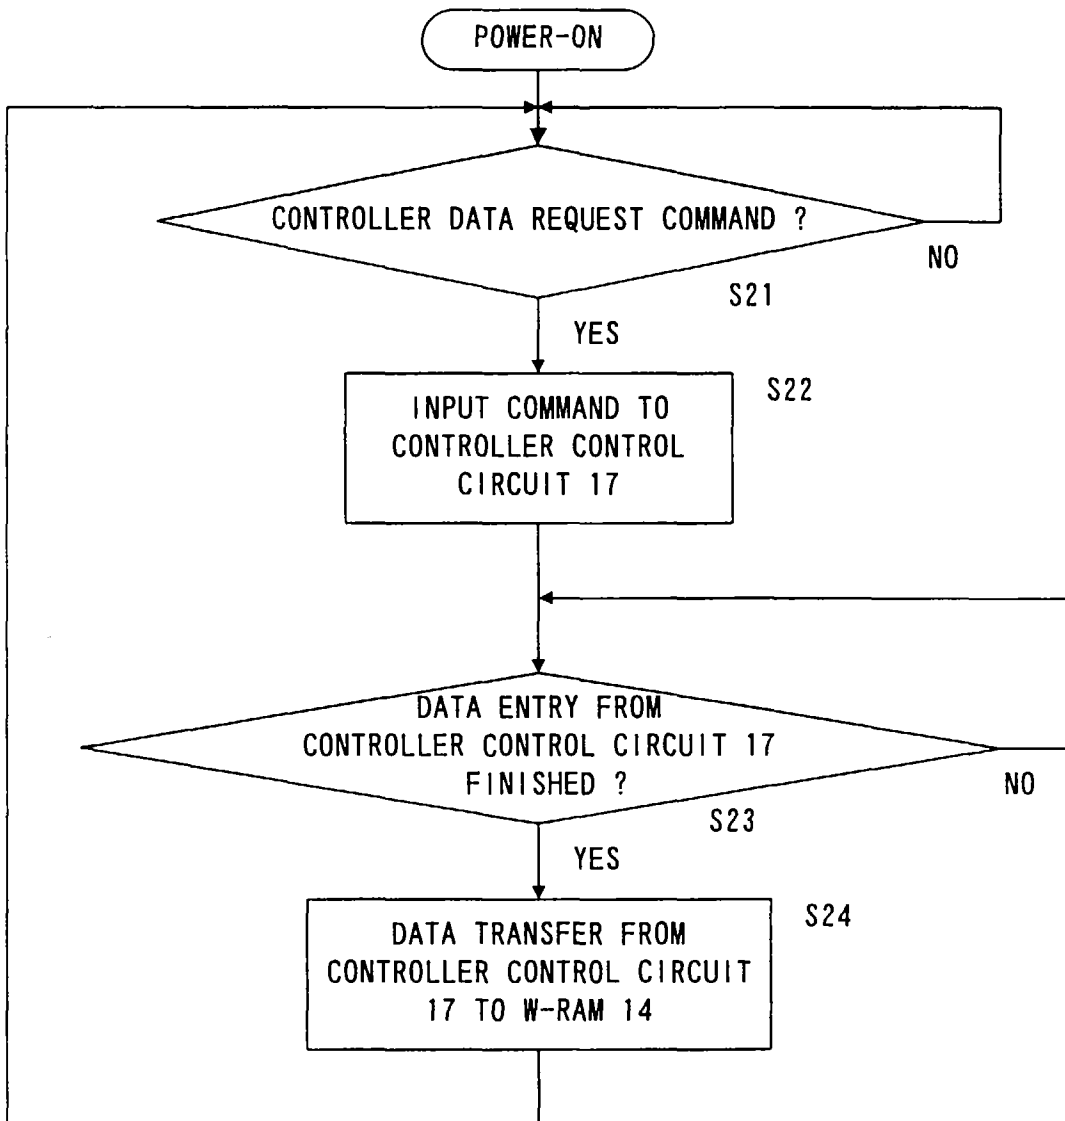 POWER-ON
CONTROLLER DATA REQUEST COMMAND ?
NO
S21
YES
S22
INPUT COMMAND TO
CONTROLLER CONTROL
CIRCUIT 17
DATA ENTRY FROM
CONTROLLER CONTROL CIRCUIT 17
FINISHED ?
NO
S23
YES
S24
DATA TRANSFER FROM
CONTROLLER CONTROL CIRCUIT
17 TO W-RAM 14